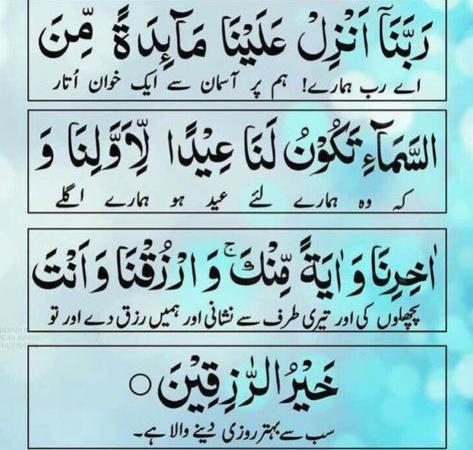 رَبَّنَاۤ اَنْزِلْ عَلَيْنَا مَآىِٕدَةً مِّنَ
اے رب ہمارے! ہم پر آسمان سے ایک خوان اُتار
السَّمَآءِ تَكُوْنُ لَنَا عِيْدًا لِّاَوَّلِنَا وَ
کہ وہ ہمارے لئے عید ہو ہمارے اگلے
اٰخِرِنَا وَ اٰيَةً مِّنْكَ ۚ وَ ارْزُقْنَا وَ اَنْتَ
پچھلوں کی اور تیری طرف سے نشانی اور ہمیں رزق دے اور تو
خَيْرُ الرّٰزِقِيْنَ ○
سب سے بہتر روزی دینے والا ہے۔